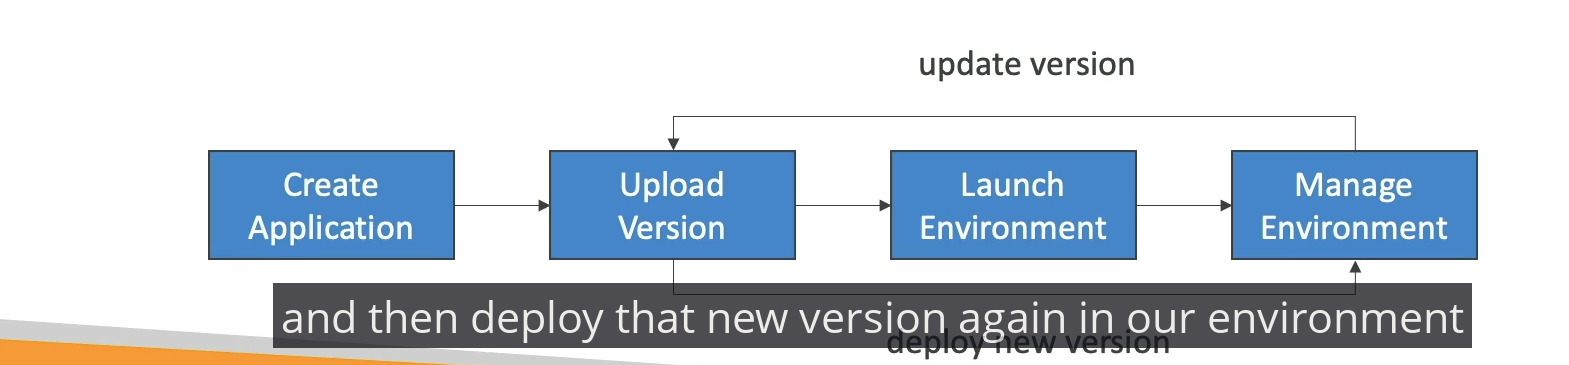 update version
Create
Application
Upload
Version
Launch
Environment
Manage
Environment
and then deploy that new version again in our environment
deploy new version